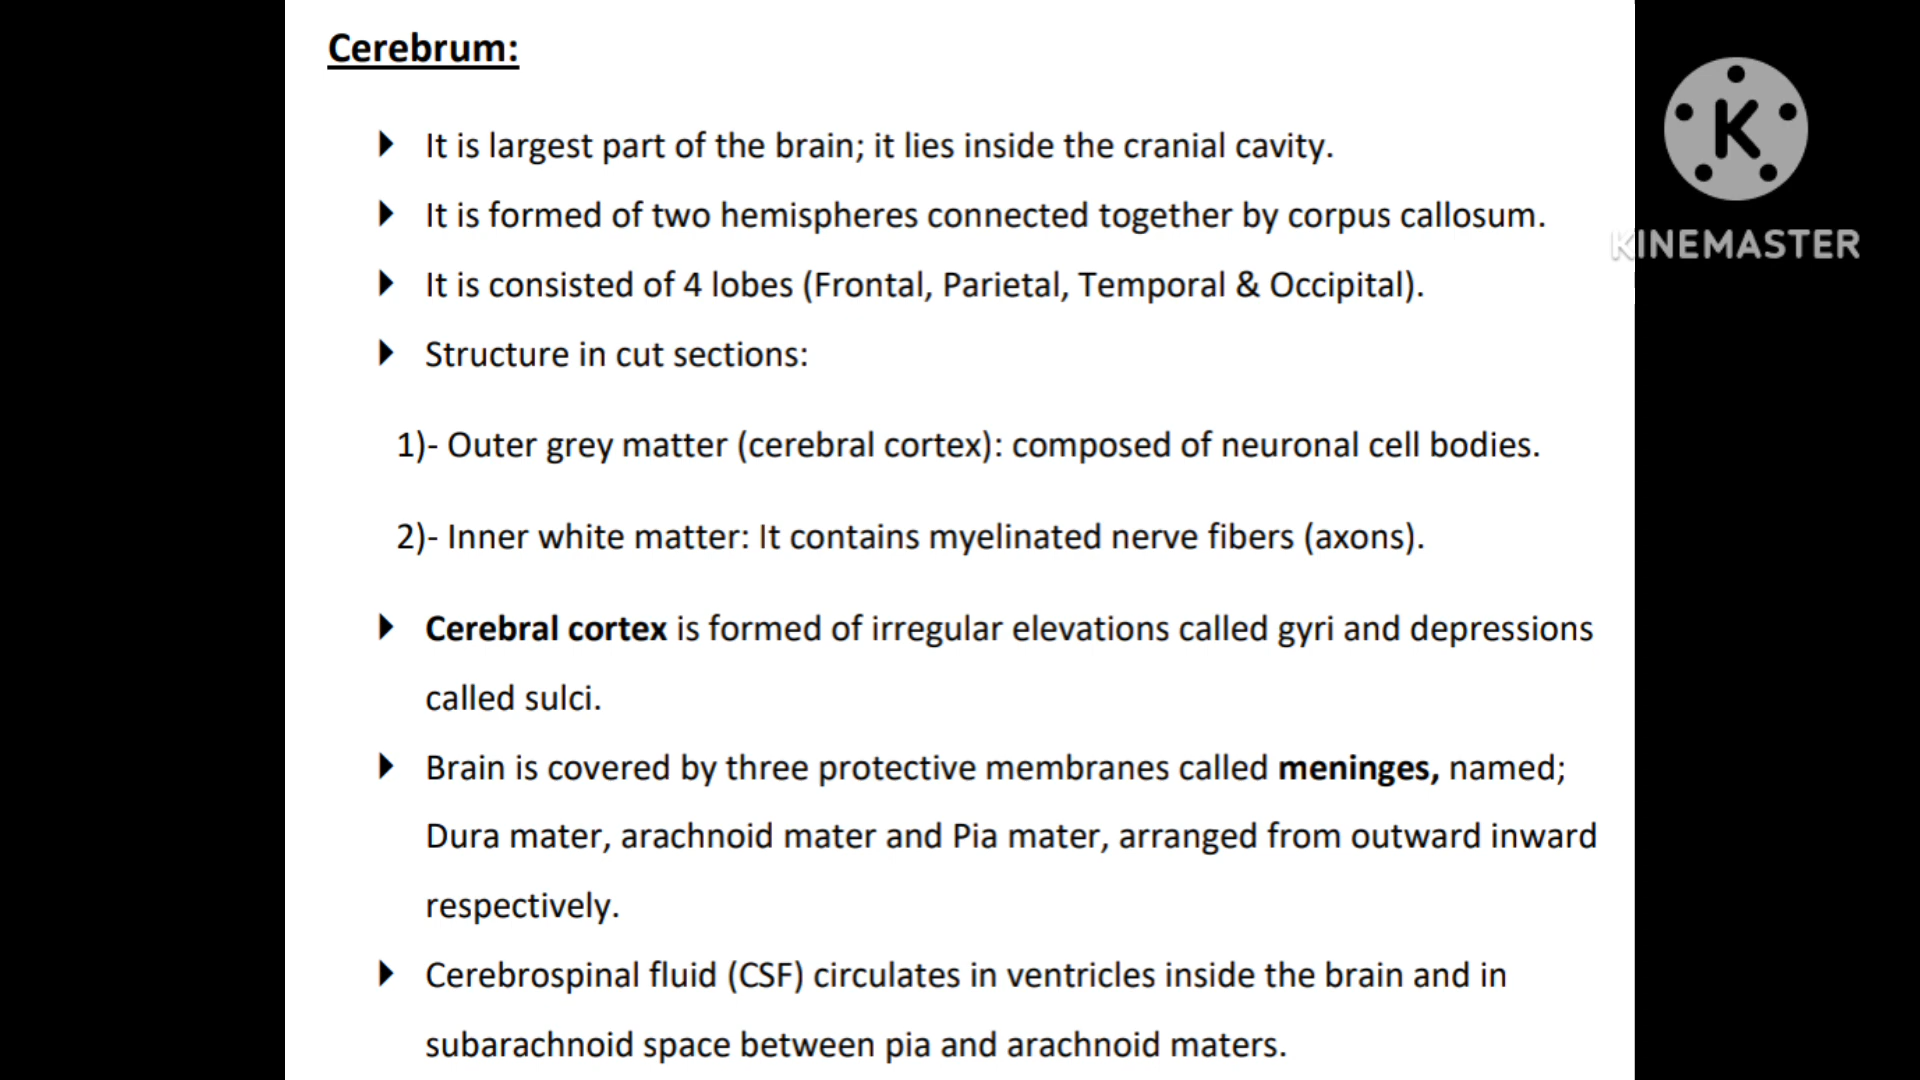 Cerebrum:
It is largest part of the brain; it lies inside the cranial cavity.
It is formed of two hemispheres connected together by corpus callosum.
It is consisted of 4 lobes (Frontal, Parietal, Temporal & Occipital).
Structure in cut sections:
1)- Outer grey matter (cerebral cortex): composed of neuronal cell bodies.
2)- Inner white matter: It contains myelinated nerve fibers (axons).
Cerebral cortex is formed of irregular elevations called gyri and depressions
called sulci.
Brain is covered by three protective membranes called meninges, named;
Dura mater, arachnoid mater and Pia mater, arranged from outward inward
respectively.
Cerebrospinal fluid (CSF) circulates in ventricles inside the brain and in
subarachnoid space between pia and arachnoid maters.
K
KINEMASTER